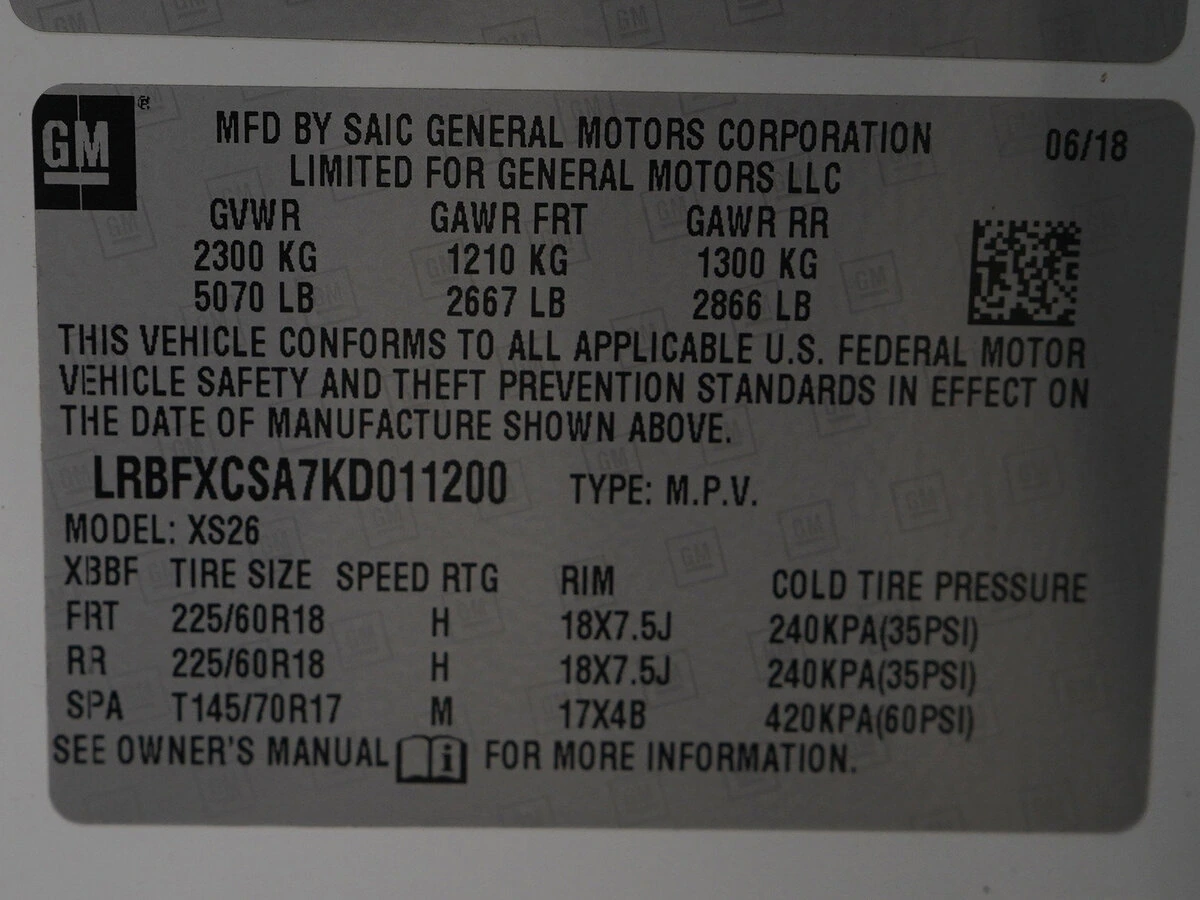 GM ®
MFD BY SAIC GENERAL MOTORS CORPORATION 06/18
LIMITED FOR GENERAL MOTORS LLC
GVWR GAWR FRT GAWR RR
2300 KG 1210 KG 1300 KG
5070 LB 2667 LB 2866 LB
THIS VEHICLE CONFORMS TO ALL APPLICABLE U.S. FEDERAL MOTOR
VEHICLE SAFETY AND THEFT PREVENTION STANDARDS IN EFFECT ON
THE DATE OF MANUFACTURE SHOWN ABOVE.
LRBFXCSA7KD011200 TYPE: M.P.V.
MODEL: XS26
XBBF TIRE SIZE SPEED RTG RIM COLD TIRE PRESSURE
FRT 225/60R18 H 18X7.5J 240KPA(35PSI)
RR 225/60R18 H 18X7.5J 240KPA(35PSI)
SPA T145/70R17 M 17X4B 420KPA(60PSI)
SEE OWNER'S MANUAL i FOR MORE INFORMATION.